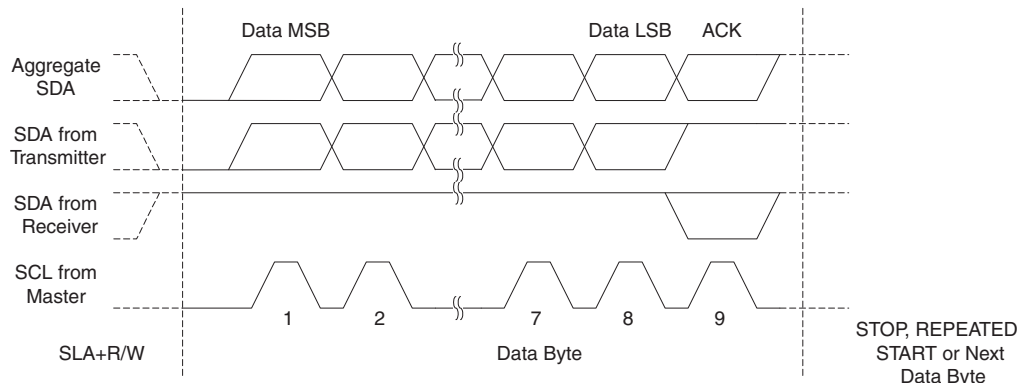 Data MSB
Data LSB
ACK
Aggregate
SDA
SDA from
Transmitter
SDA from
Receiver
SCL from
Master
1
2
7
8
9
SLA+R/W
Data Byte
STOP, REPEATED
START or Next
Data Byte